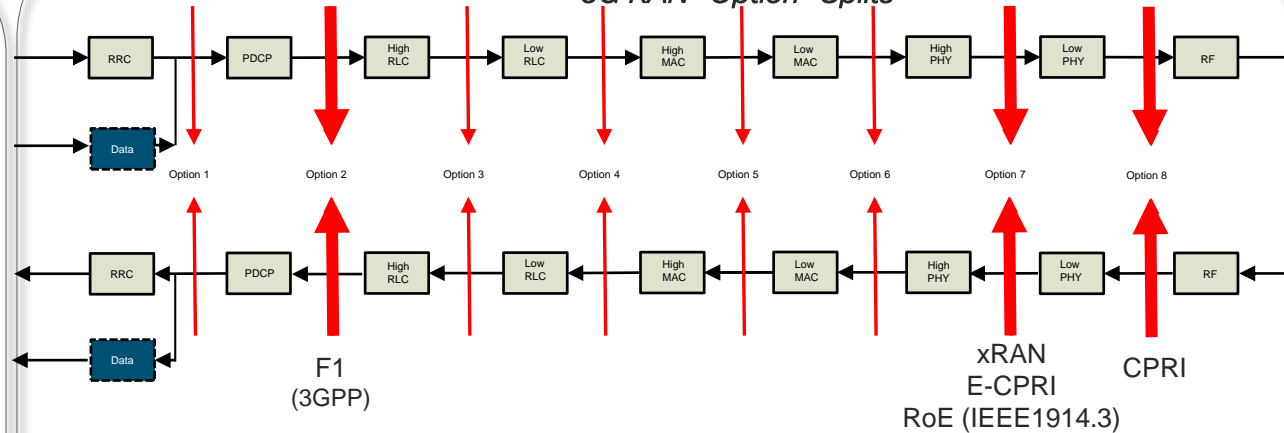 RRC
PDCP
High
RLC
Low
RLC
High
MAC
Low
MAC
High
PHY
Low
PHY
RF
Data
Option 1
Option 2
Option 3
Option 4
Option 5
Option 6
Option 7
Option 8
RRC
PDCP
High
RLC
Low
RLC
High
MAC
Low
MAC
High
PHY
Low
PHY
RF
Data
F1
(3GPP)
xRAN
E-CPRI
RoE (IEEE1914.3)
CPRI